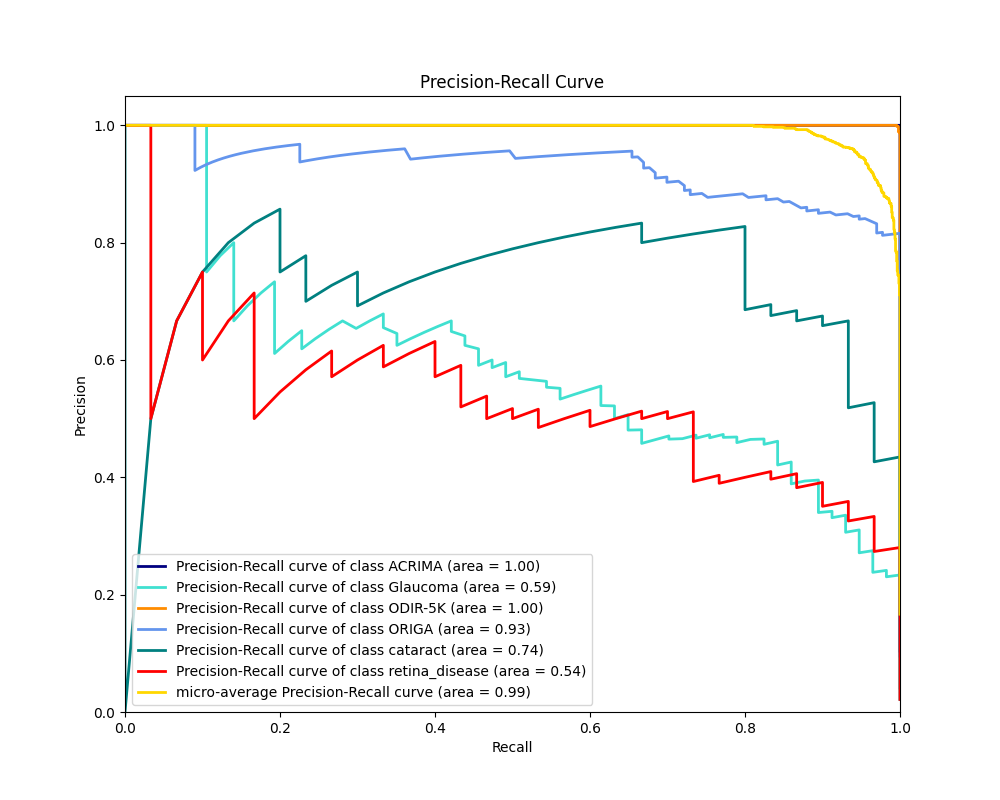 Precision-Recall Curve
1.0
0.8
0.6
0.4
0.2
0.0
Precision
Precision-Recall curve of class ACRIMA (area = 1.00)
Precision-Recall curve of class Glaucoma (area = 0.59)
Precision-Recall curve of class ODIR-5K (area = 1.00)
Precision-Recall curve of class ORIGA (area = 0.93)
Precision-Recall curve of class cataract (area = 0.74)
Precision-Recall curve of class retina_disease (area = 0.54)
micro-average Precision-Recall curve (area = 0.99)
0.0 0.2 0.4 0.6 0.8 1.0
Recall